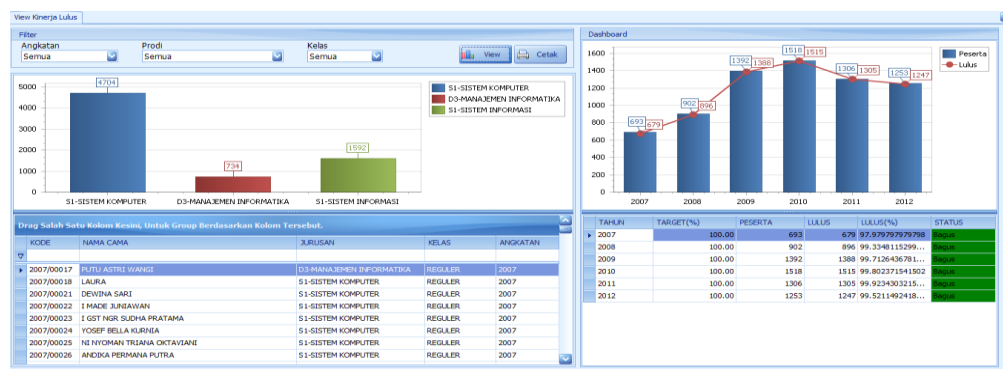 View Kinerja Lulus
Filter
Angkatan Prodi Kelas
Semua Semua Semua View Cetak
4704
734
1592
5000
4000
3000
2000
1000
0
S1-SISTEM KOMPUTER D3-MANAJEMEN INFORMATIKA S1-SISTEM INFORMASI
S1-SISTEM KOMPUTER
D3-MANAJEMEN INFORMATIKA
S1-SISTEM INFORMASI
Drag Salah Satu Kolom Kesini, Untuk Group Berdasarkan Kolom Tersebut.
KODE NAMA CAMA JURUSAN KELAS ANGKATAN
2007/00017 PUTU ASTRI WANGI D3-MANAJEMEN INFORMATIKA REGULER 2007
2007/00018 LAURA S1-SISTEM KOMPUTER REGULER 2007
2007/00021 DEWINA SARI S1-SISTEM KOMPUTER REGULER 2007
2007/00022 I MADE JUNIAWAN S1-SISTEM KOMPUTER REGULER 2007
2007/00023 I GST NGR SUDHA PRATAMA S1-SISTEM KOMPUTER REGULER 2007
2007/00024 YOSEF BELLA KURNIA S1-SISTEM KOMPUTER REGULER 2007
2007/00025 NI NYOMAN TRIANA OKTAVIANI S1-SISTEM KOMPUTER REGULER 2007
2007/00026 ANDIKA PERMANA PUTRA S1-SISTEM KOMPUTER REGULER 2007
Dashboard
1600
1400
1200
1000
800
600
400
200
0
693 679
902 896
1392 1388
1518 1515
1306 1305
1253 1247
2007 2008 2009 2010 2011 2012
Peserta
Lulus
TAHUN TARGET(%) PESERTA LULUS LULUS(%) STATUS
2007 100.00 693 679 97.979797979798 Bagus
2008 100.00 902 896 99.3348115299... Bagus
2009 100.00 1392 1388 99.7126436781... Bagus
2010 100.00 1518 1515 99.802371541502 Bagus
2011 100.00 1306 1305 99.9234303215... Bagus
2012 100.00 1253 1247 99.5211492418... Bagus